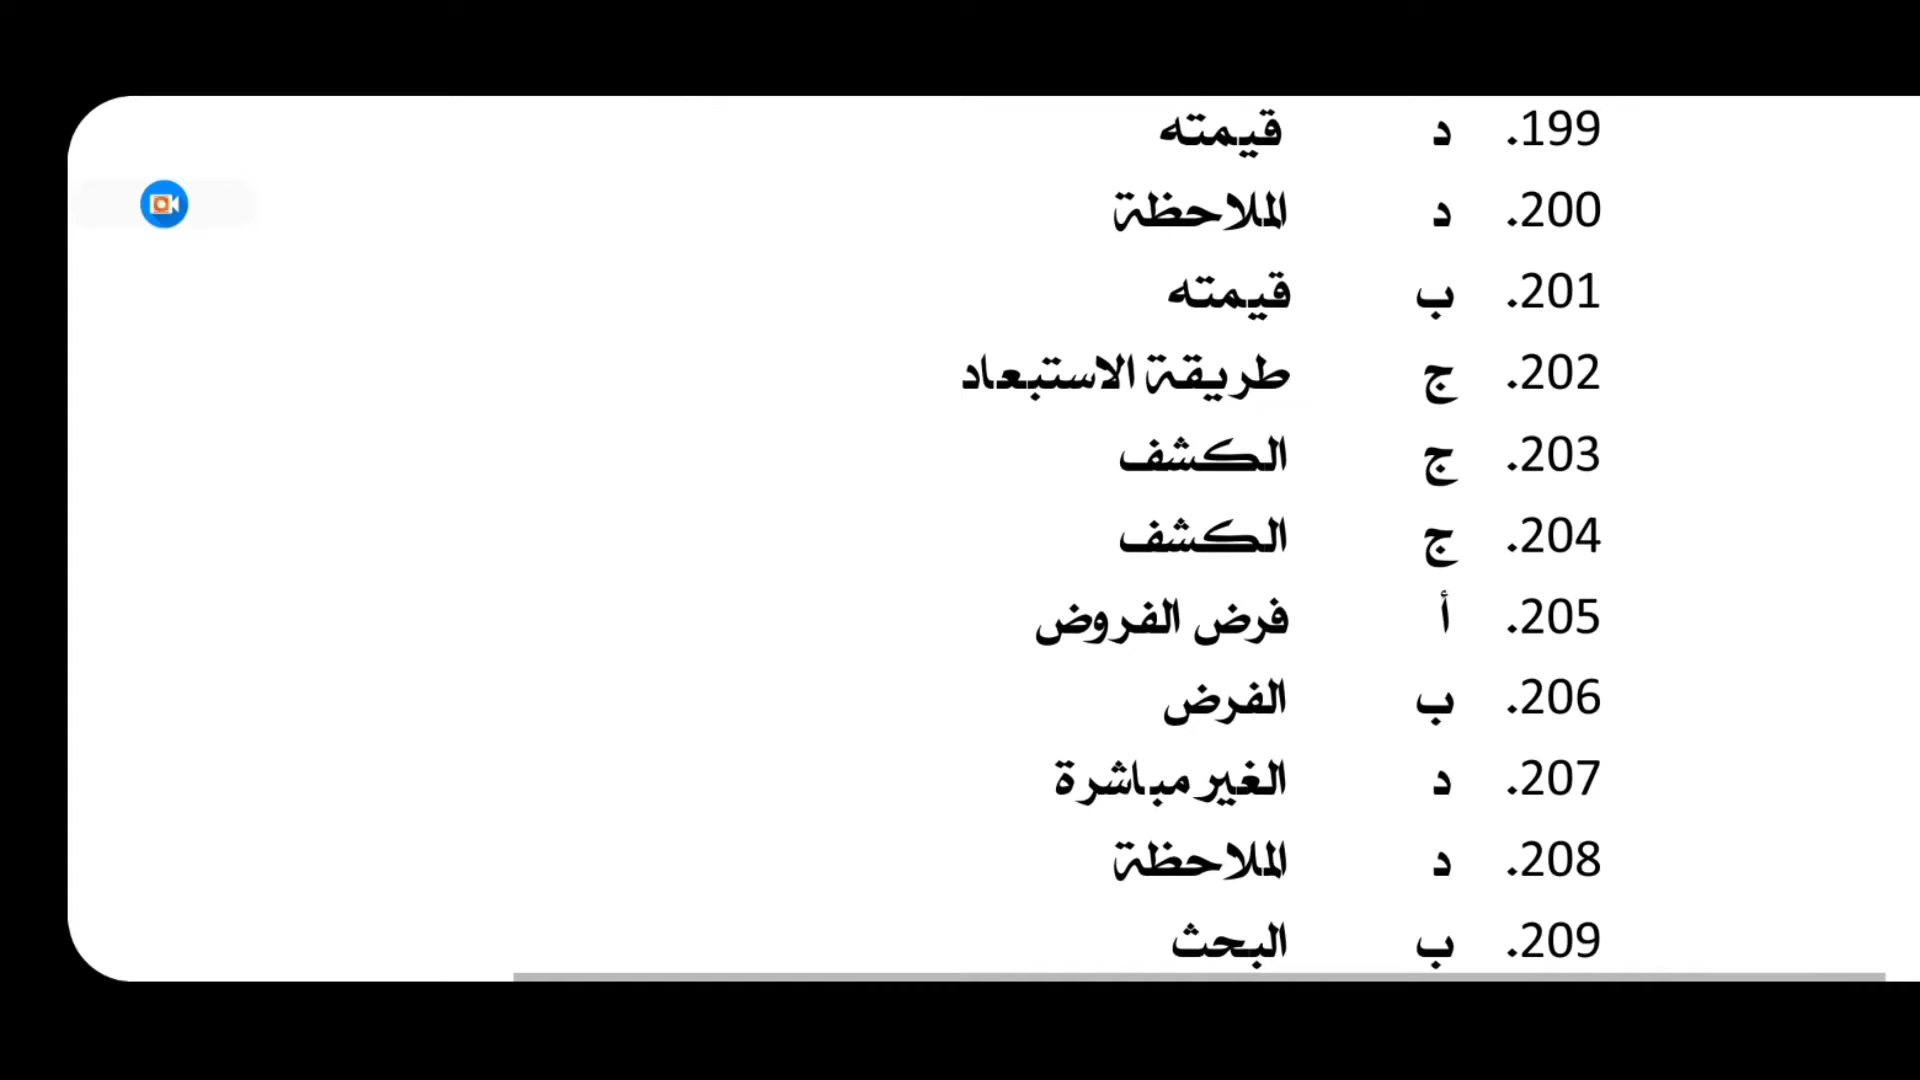 199. د قيمته
200. د الملاحظة
201. ب قيمته
202. ج طريقة الاستبعاد
203. ج الكشف
204. ج الكشف
205. أ فرض الفروض
206. ب الفرض
207. د الغير مباشرة
208. د الملاحظة
209. ب البحث